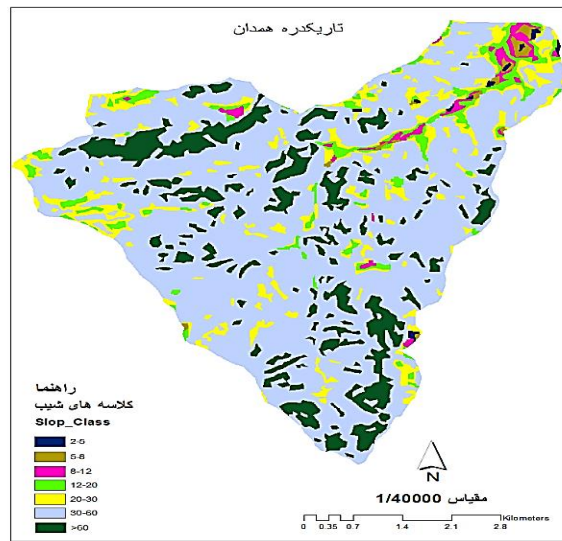 تاریکدره همدان
راهنما
کلاسه های شیب
Slop_Class
2-5
5-8
8-12
12-20
20-30
30-60
>60
N
مقیاس 1/40000
Kilometers
0 0.35 0.7 1.4 2.1 2.8